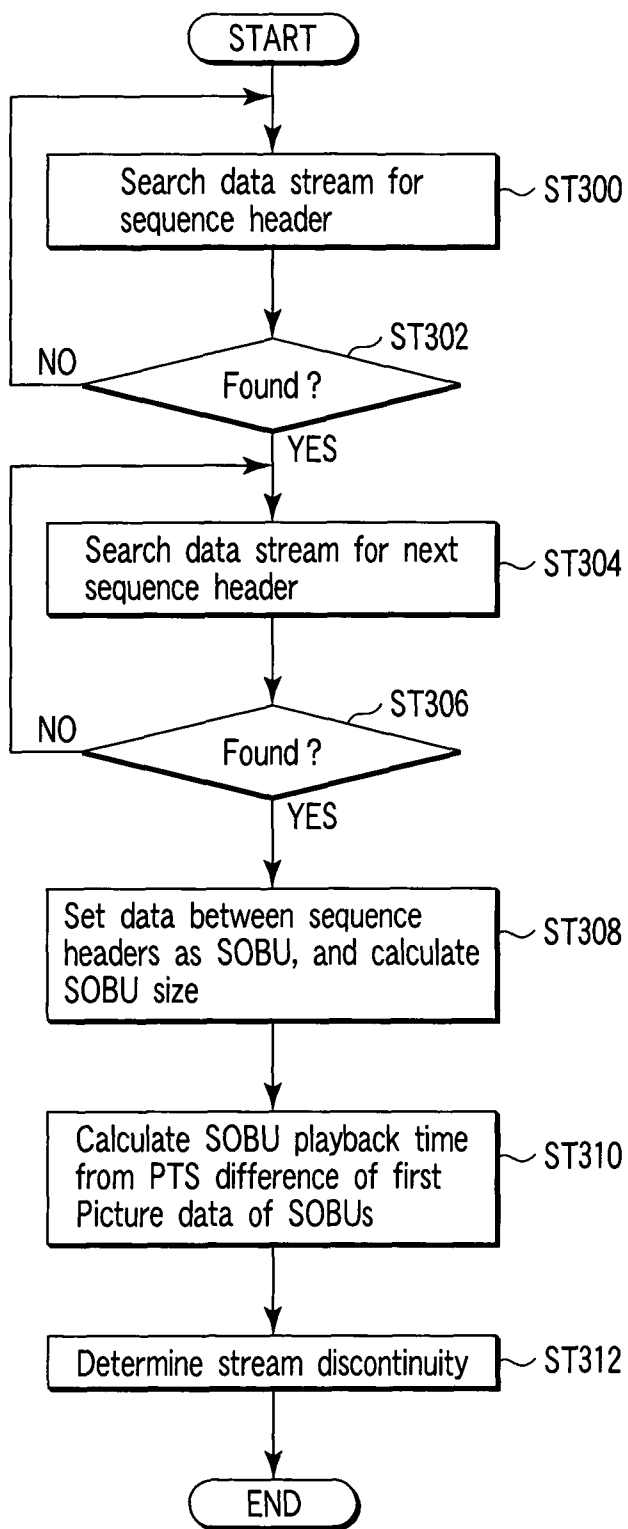 START
Search data stream for
sequence header
ST300
ST302
NO
Found ?
YES
Search data stream for next
sequence header
ST304
ST306
NO
Found ?
YES
Set data between sequence
headers as SOBU, and calculate
SOBU size
ST308
Calculate SOBU playback time
from PTS difference of first
Picture data of SOBUs
ST310
Determine stream discontinuity
ST312
END